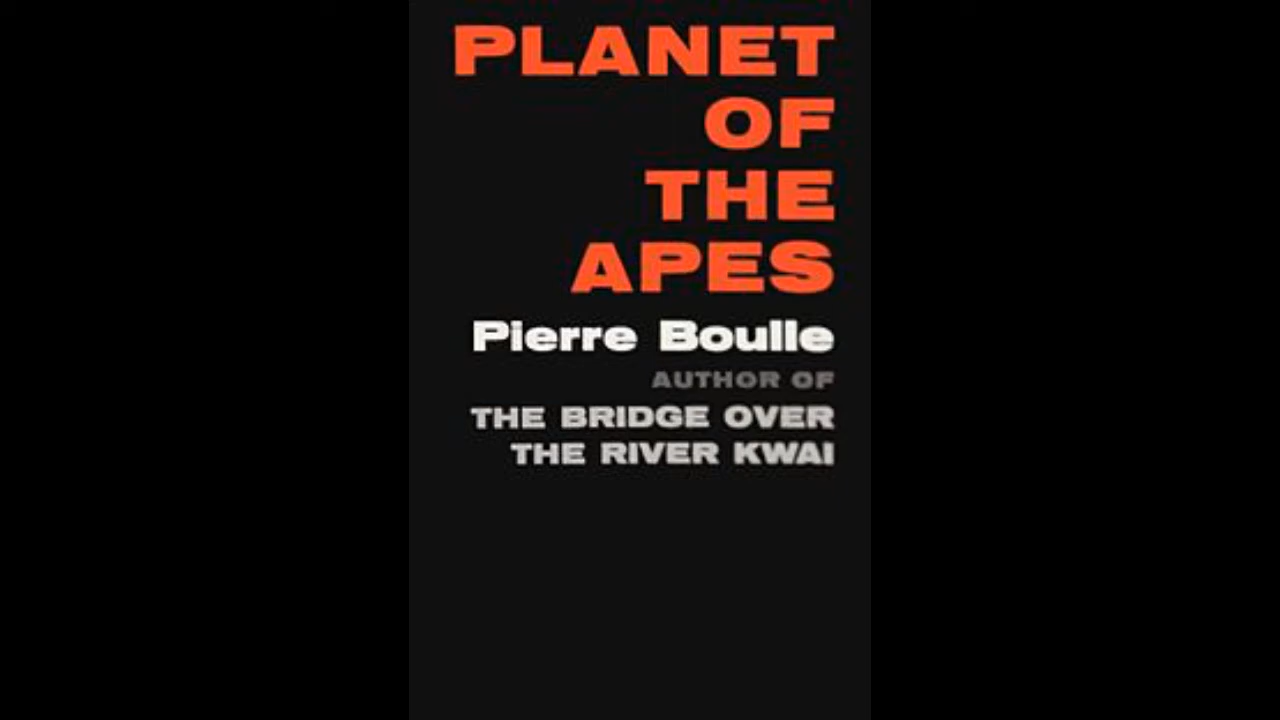 PLANET
OF
THE
APES
Pierre Boulle
AUTHOR OF
THE BRIDGE OVER
THE RIVER KWAI